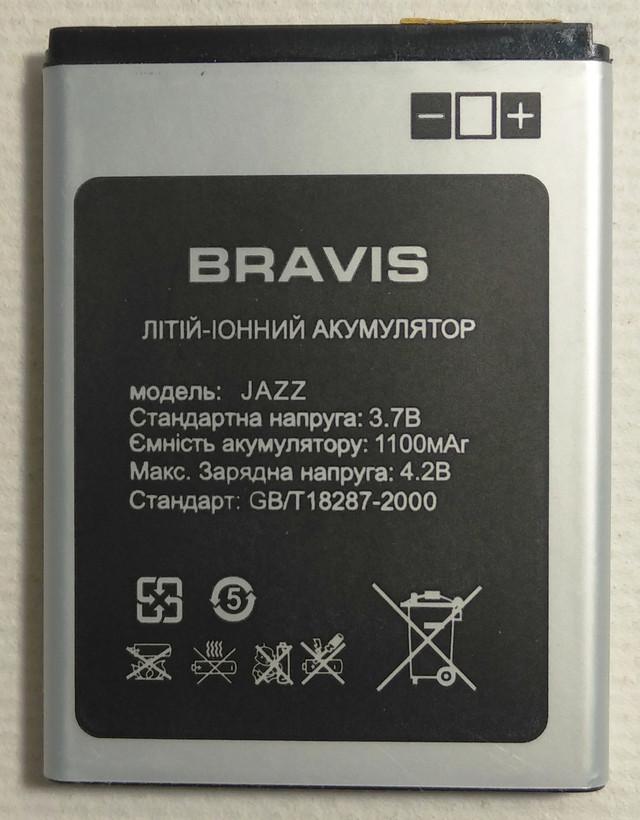 − +
BRAVIS
ЛІТІЙ-ІОННИЙ АКУМУЛЯТОР
модель: JAZZ
Стандартна напруга: 3.7В
Ємність акумулятору: 1100мАг
Макс. Зарядна напруга: 4.2В
Стандарт: GB/T18287-2000
5